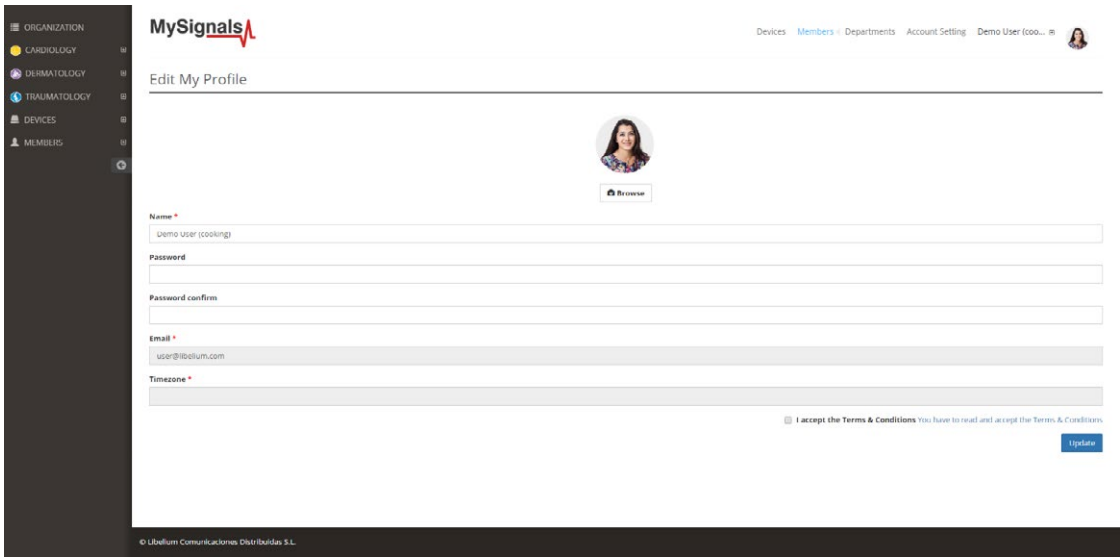 ORGANIZATION
CARDIOLOGY
DERMATOLOGY
TRAUMATOLOGY
DEVICES
MEMBERS
MySignals
Devices Members Departments Account Setting Demo User (coo...
Edit My Profile
Browse
Name *
Demo User (cooking)
Password
Password confirm
Email *
user@libelium.com
Timezone *
I accept the Terms & Conditions You have to read and accept the Terms & Conditions
Update
© Libelium Comunicaciones Distribuidas S.L.